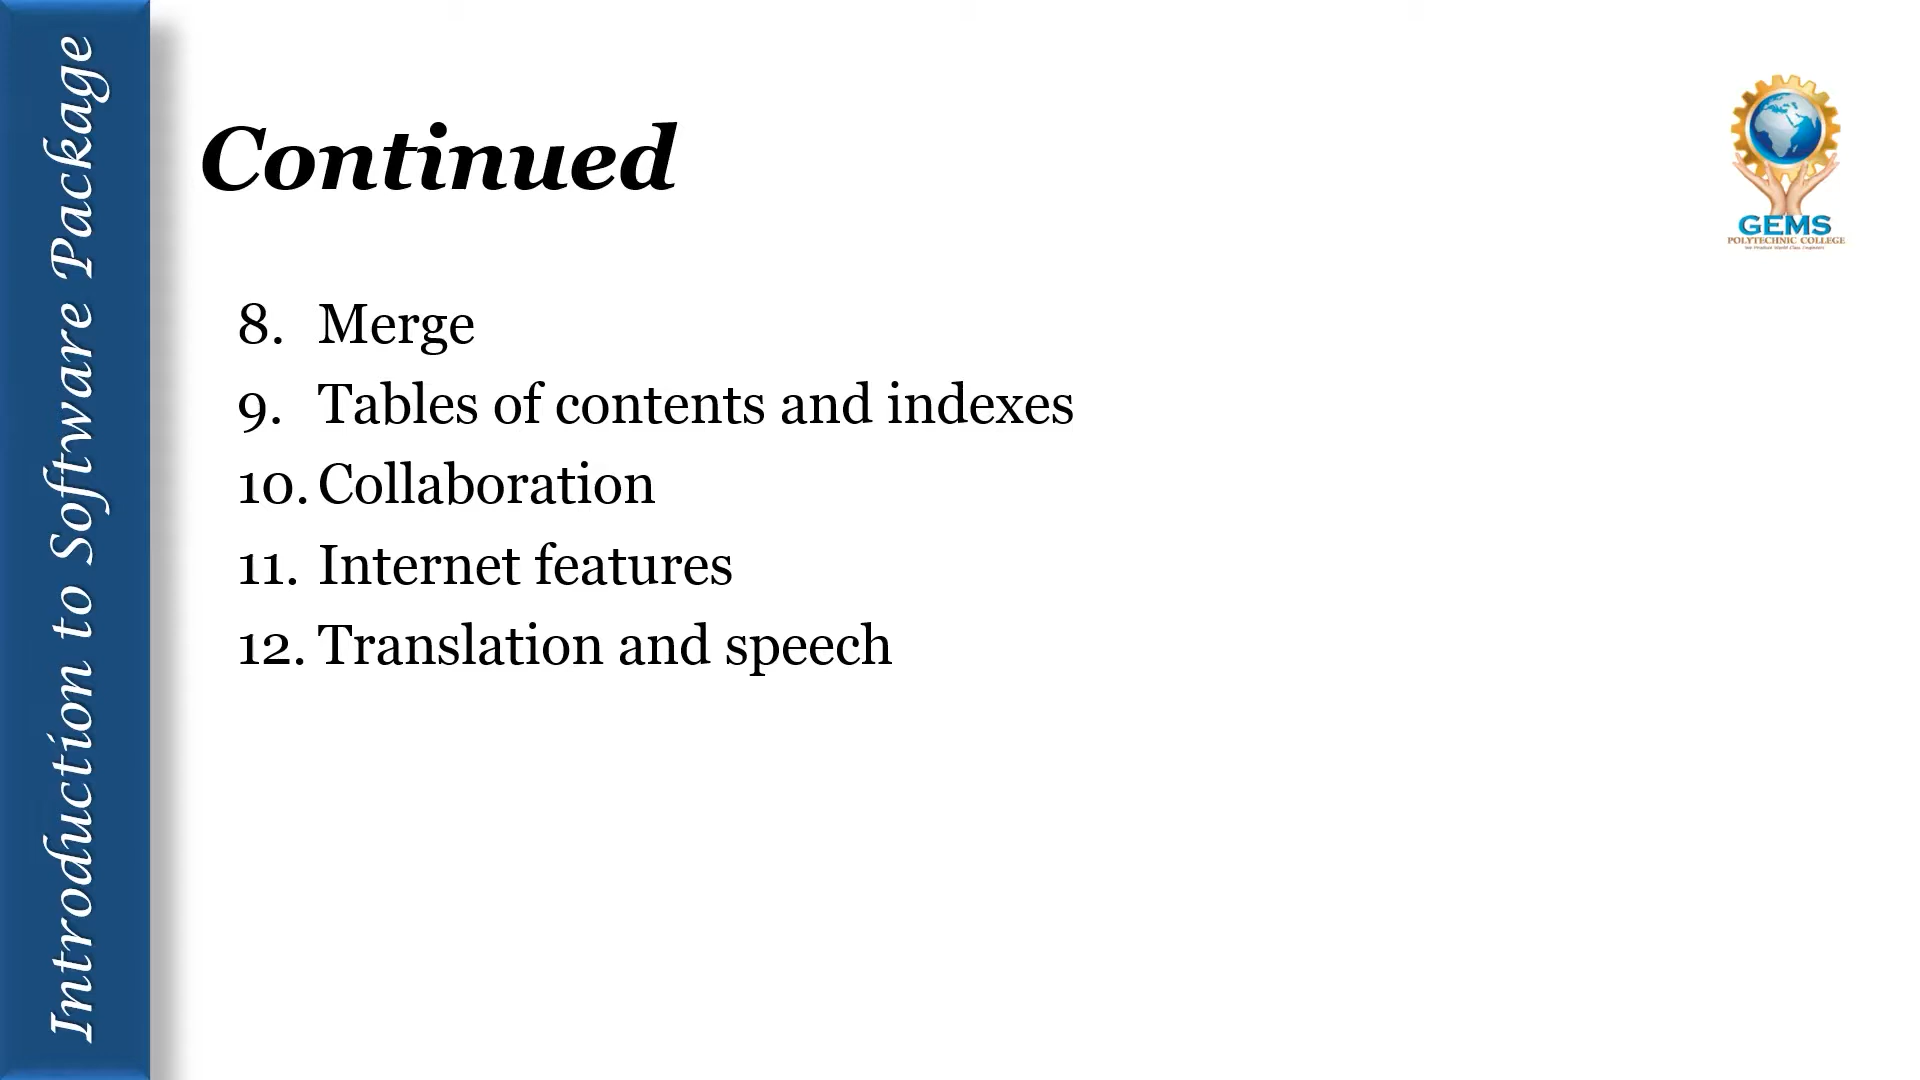 Introduction to Software Package
Continued
GEMS
POLYTECHNIC COLLEGE
8. Merge
9. Tables of contents and indexes
10. Collaboration
11. Internet features
12. Translation and speech